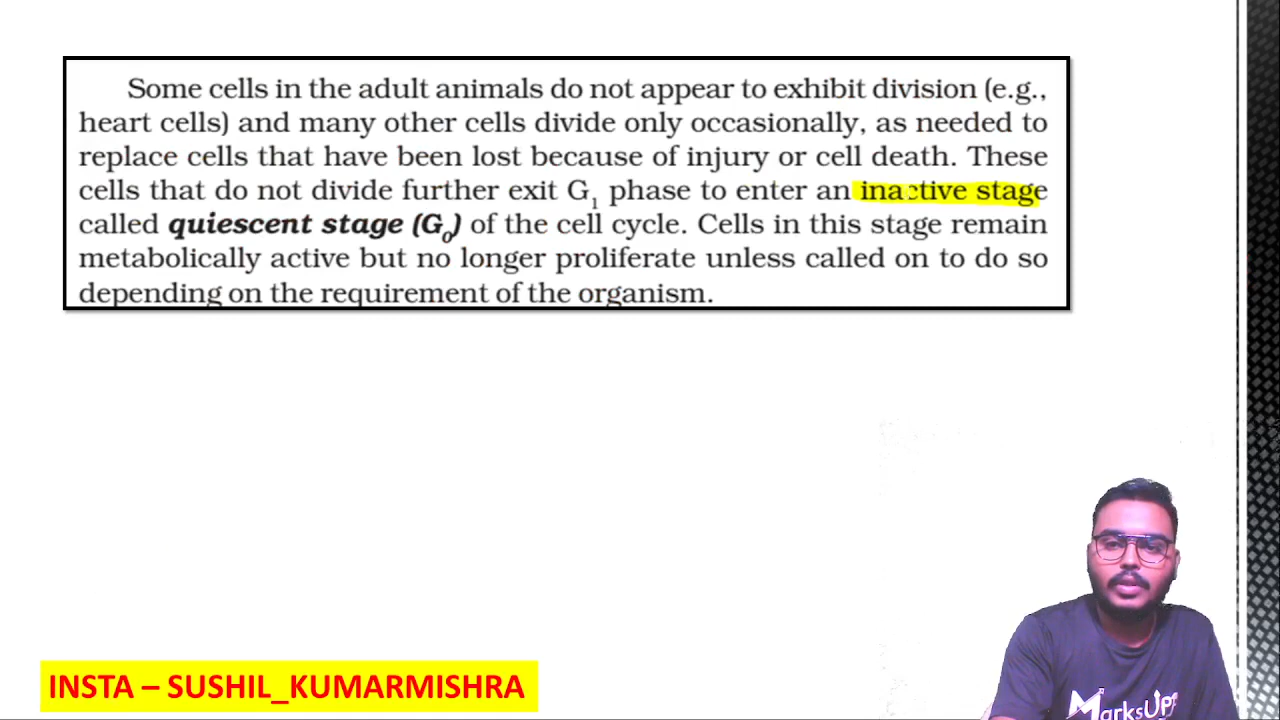 Some cells in the adult animals do not appear to exhibit division (e.g.,
heart cells) and many other cells divide only occasionally, as needed to
replace cells that have been lost because of injury or cell death. These
cells that do not divide further exit G₁ phase to enter an inactive stage
called quiescent stage (G₀) of the cell cycle. Cells in this stage remain
metabolically active but no longer proliferate unless called on to do so
depending on the requirement of the organism.
INSTA – SUSHIL_KUMARMISHRA
MarksUp